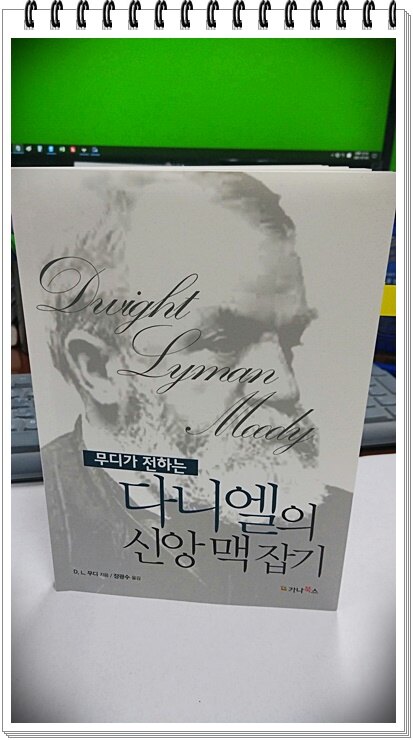 Dwight
Lyman
Moody
무디가 전하는
다니엘의
신앙 맥 잡기
D. L. 무디 지음 / 정평수 옮김
가나북스